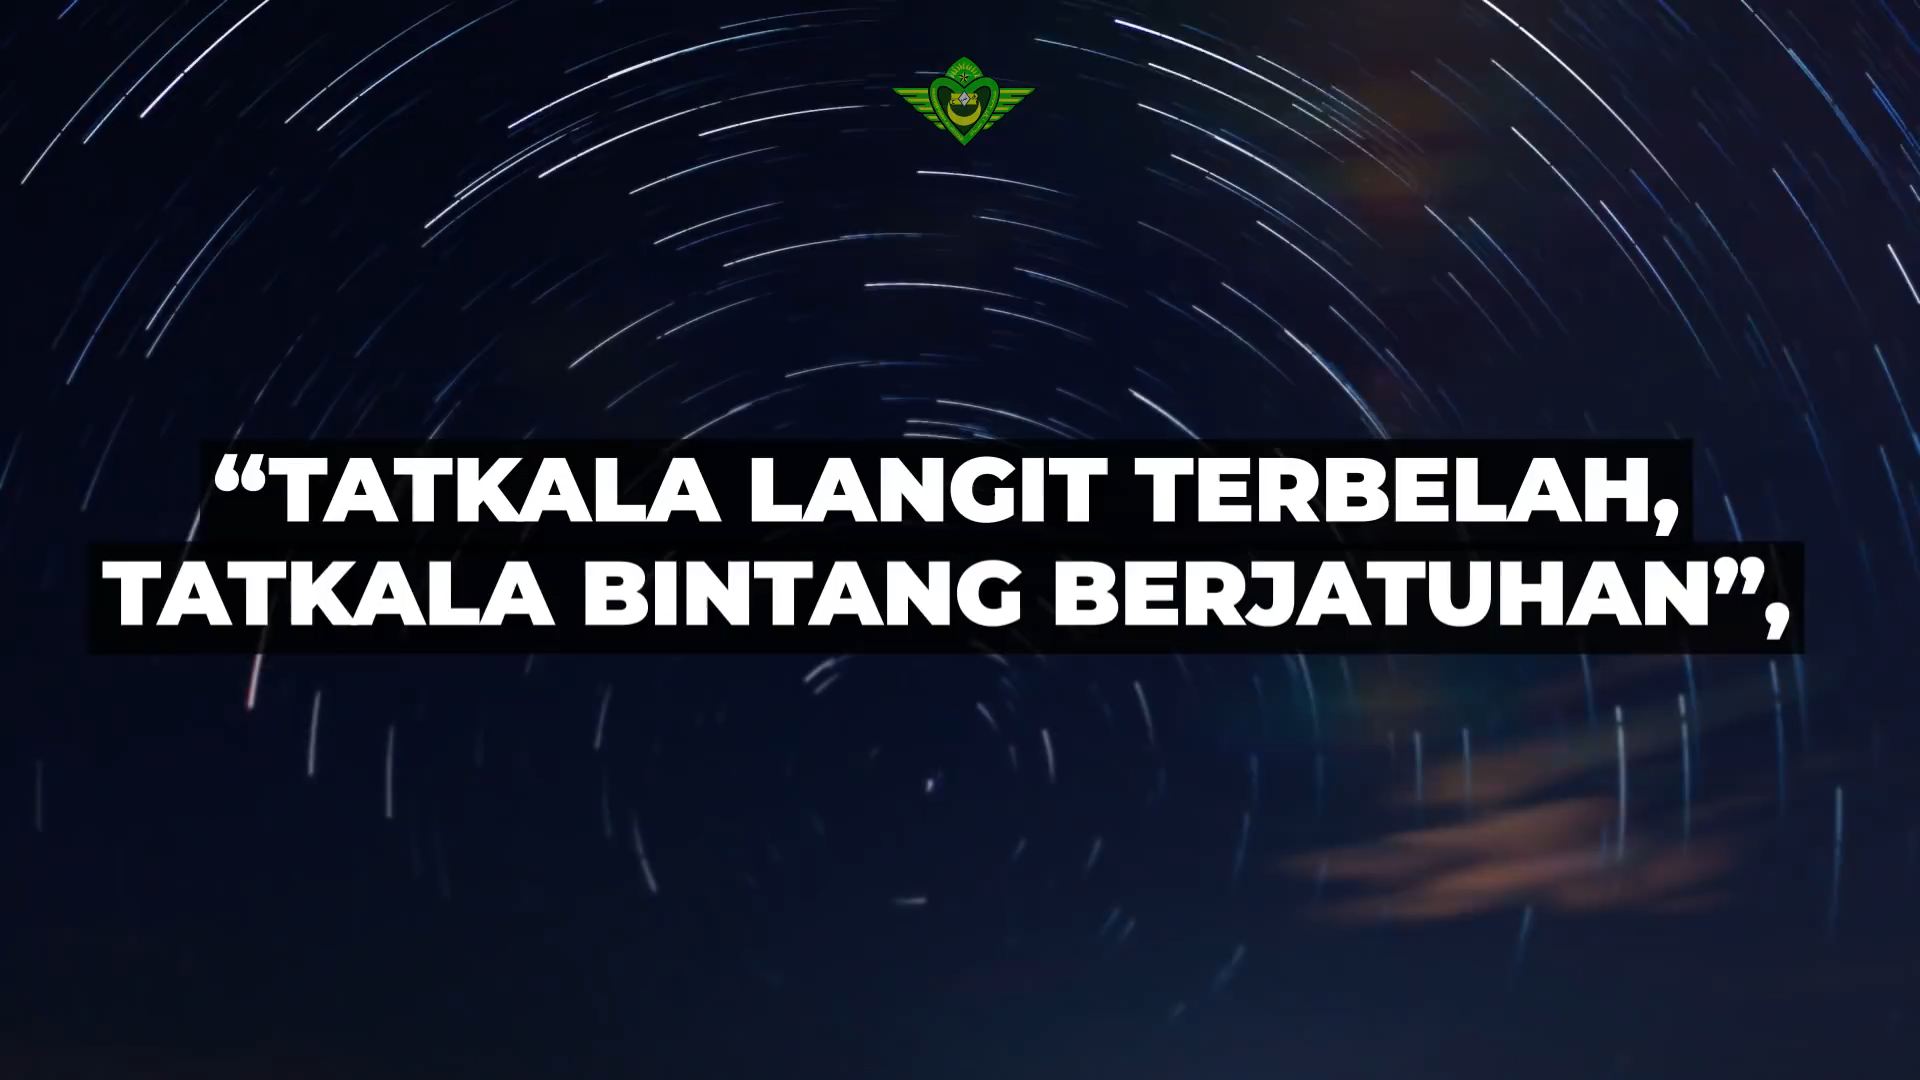 “TATKALA LANGIT TERBELAH,
TATKALA BINTANG BERJATUHAN”,